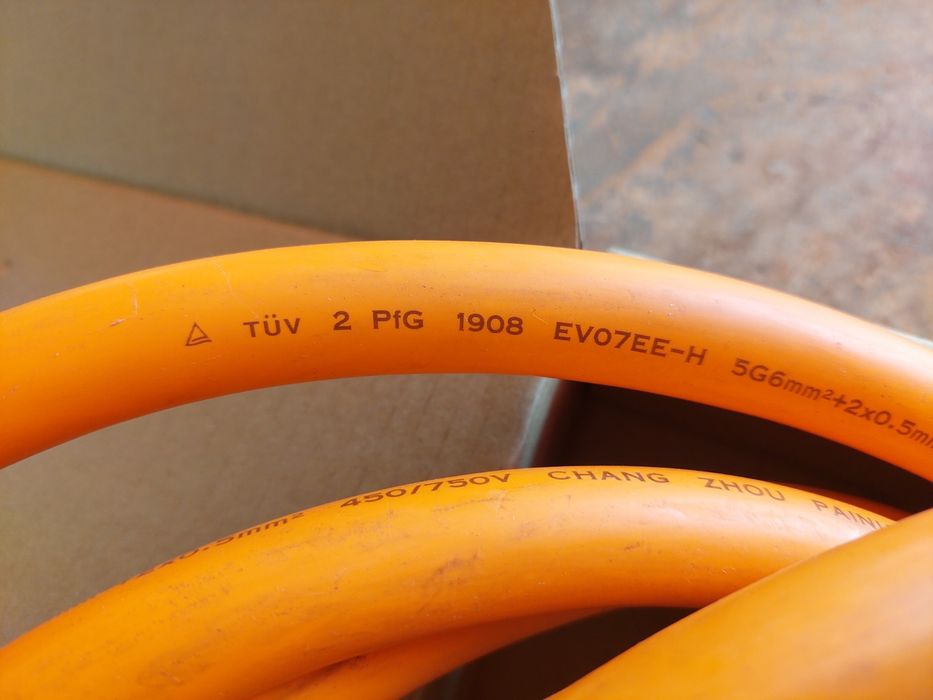 TÜV 2 PfG 1908 EV07EE-H 5G6mm²+2x0.5mm
0.5mm² 450/750V CHANG ZHOU